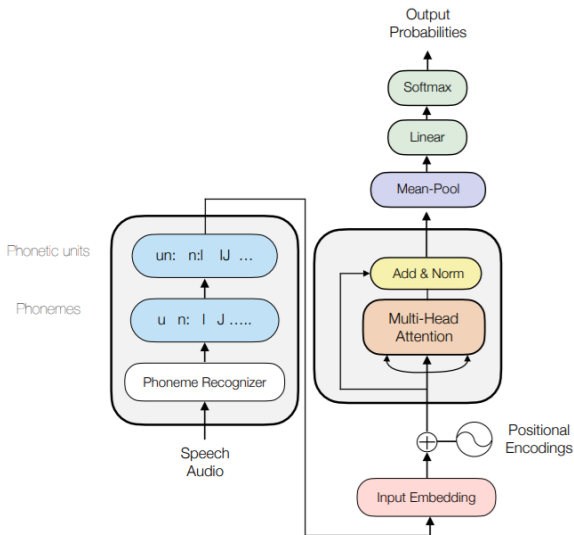 Output
Probabilities
Softmax
Linear
Mean-Pool
Add & Norm
Multi-Head
Attention
Positional
Encodings
Input Embedding
Phonetic units
un: n:l lJ ...
Phonemes
u n: l J .....
Phoneme Recognizer
Speech
Audio